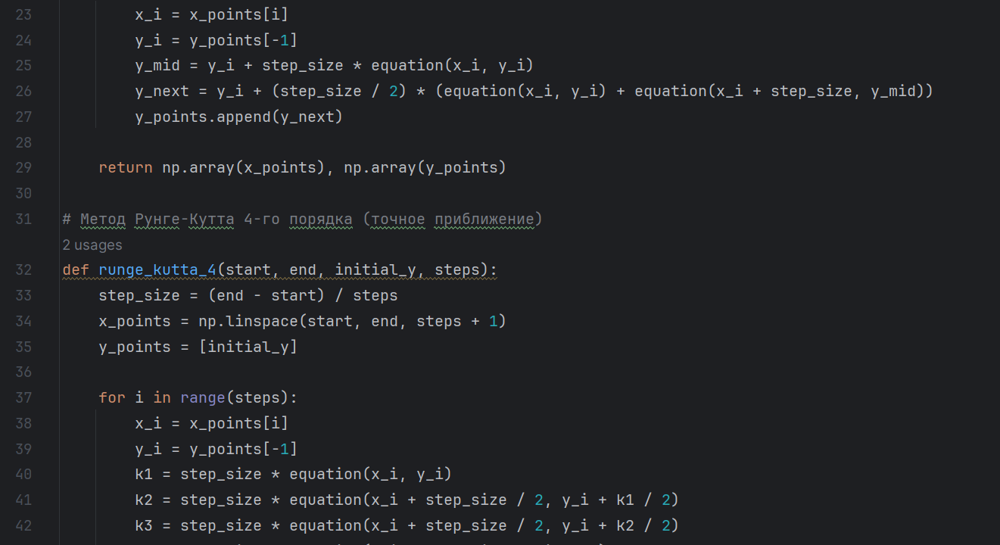 23 x_i = x_points[i]
24 y_i = y_points[-1]
25 y_mid = y_i + step_size * equation(x_i, y_i)
26 y_next = y_i + (step_size / 2) * (equation(x_i, y_i) + equation(x_i + step_size, y_mid))
27 y_points.append(y_next)
28
29 return np.array(x_points), np.array(y_points)
30
31 # Метод Рунге-Кутта 4-го порядка (точное приближение)
2 usages
32 def runge_kutta_4(start, end, initial_y, steps):
33 step_size = (end - start) / steps
34 x_points = np.linspace(start, end, steps + 1)
35 y_points = [initial_y]
36
37 for i in range(steps):
38 x_i = x_points[i]
39 y_i = y_points[-1]
40 k1 = step_size * equation(x_i, y_i)
41 k2 = step_size * equation(x_i + step_size / 2, y_i + k1 / 2)
42 k3 = step_size * equation(x_i + step_size / 2, y_i + k2 / 2)